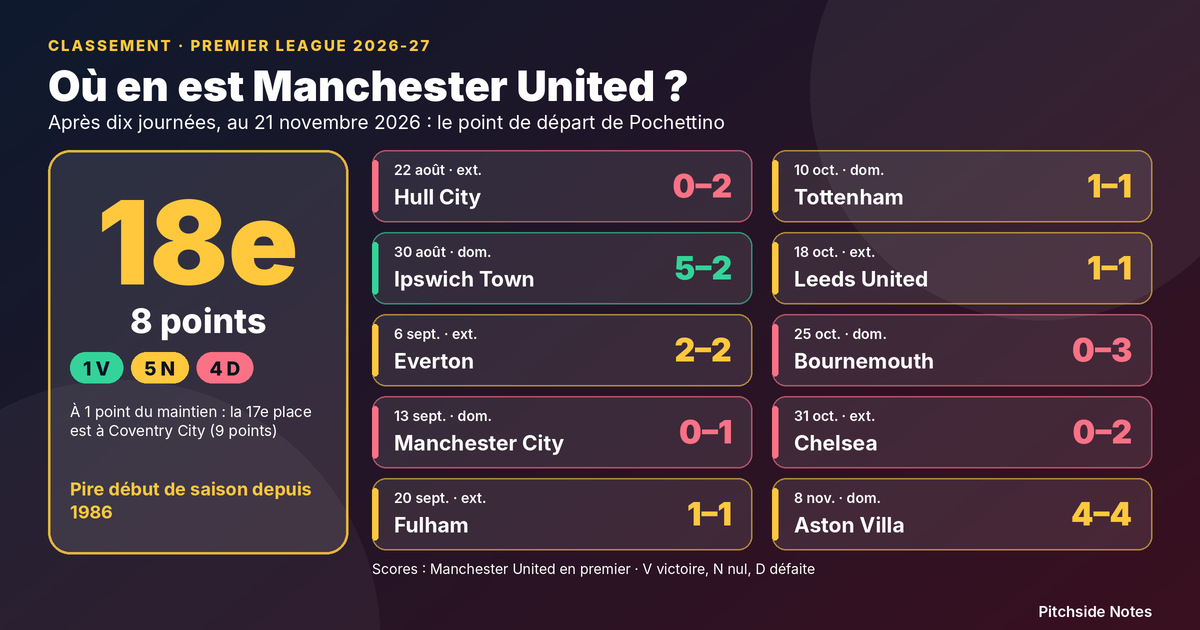 CLASSEMENT · PREMIER LEAGUE 2026-27
Où en est Manchester United ?
Après dix journées, au 21 novembre 2026 : le point de départ de Pochettino
18e
8 points
1 V
5 N
4 D
À 1 point du maintien : la 17e place
est à Coventry City (9 points)
Pire début de saison depuis
1986
22 août · ext.
Hull City
0–2
30 août · dom.
Ipswich Town
5–2
6 sept. · ext.
Everton
2–2
13 sept. · dom.
Manchester City
0–1
20 sept. · ext.
Fulham
1–1
10 oct. · dom.
Tottenham
1–1
18 oct. · ext.
Leeds United
1–1
25 oct. · dom.
Bournemouth
0–3
31 oct. · ext.
Chelsea
0–2
8 nov. · dom.
Aston Villa
4–4
Scores : Manchester United en premier · V victoire, N nul, D défaite
Pitchside Notes